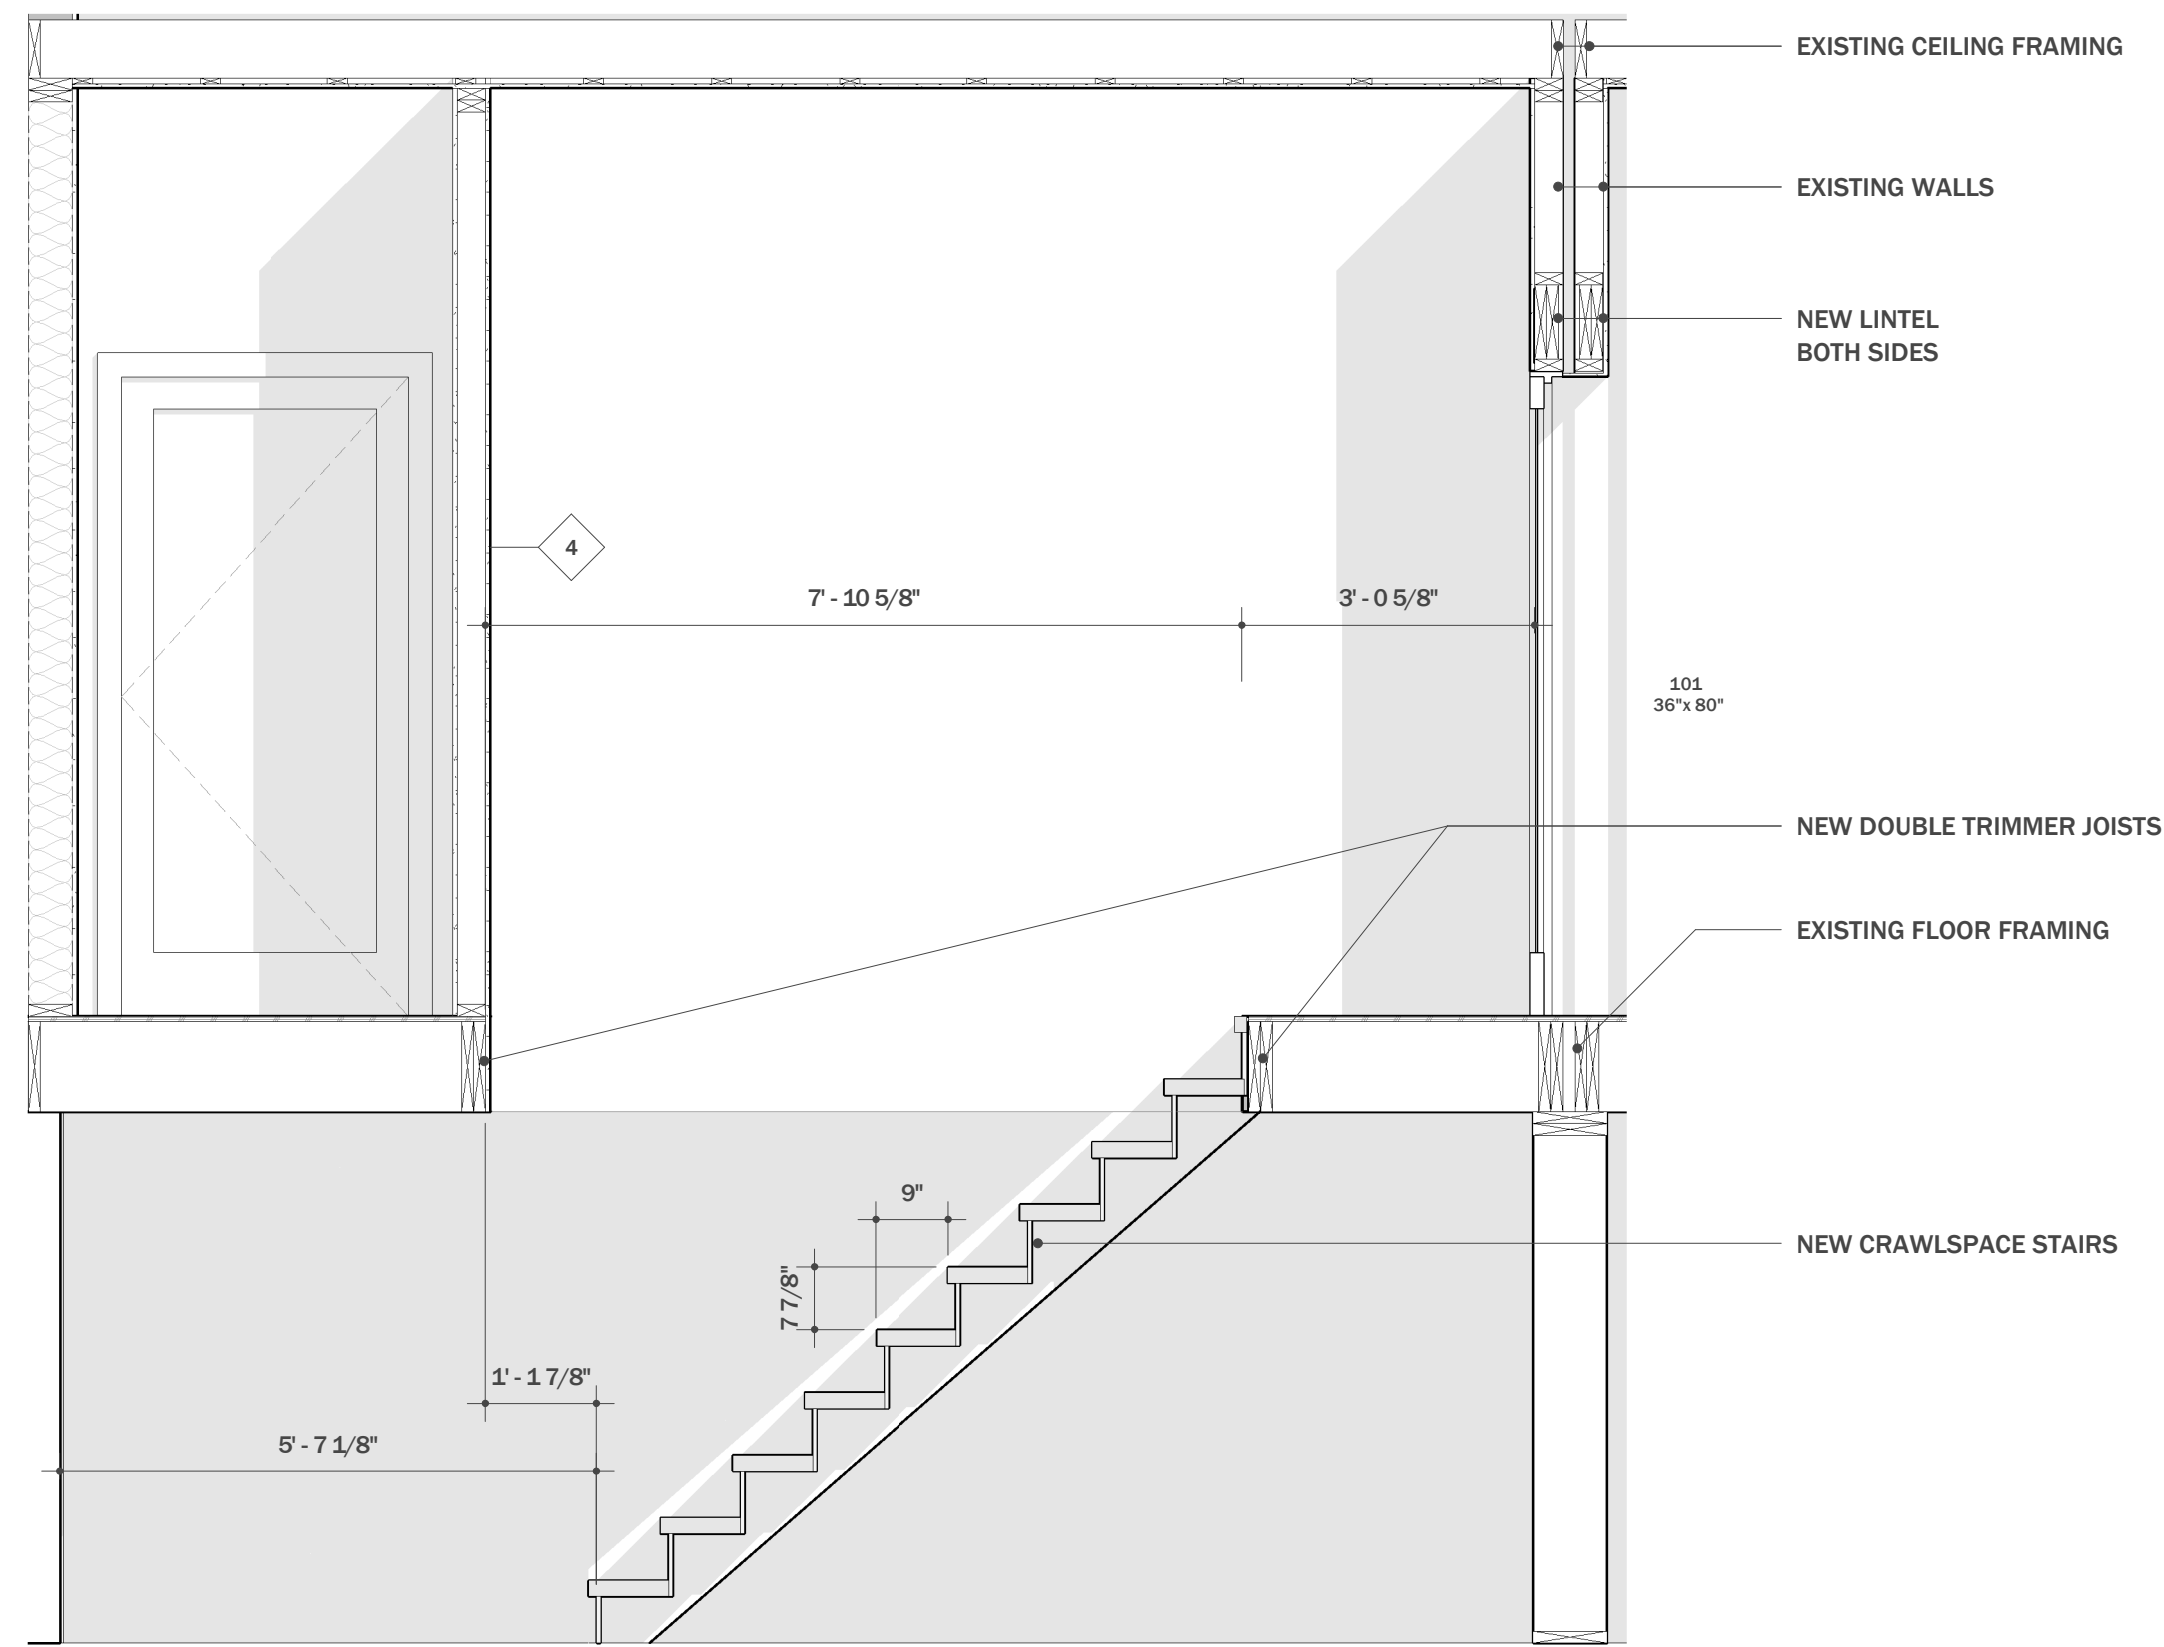 EXISTING CEILING FRAMING
EXISTING WALLS
NEW LINTEL
BOTH SIDES
4
7' - 10 5/8"
3' - 0 5/8"
101
36"x 80"
NEW DOUBLE TRIMMER JOISTS
EXISTING FLOOR FRAMING
9"
NEW CRAWLSPACE STAIRS
7 7/8"
1' - 1 7/8"
5' - 7 1/8"